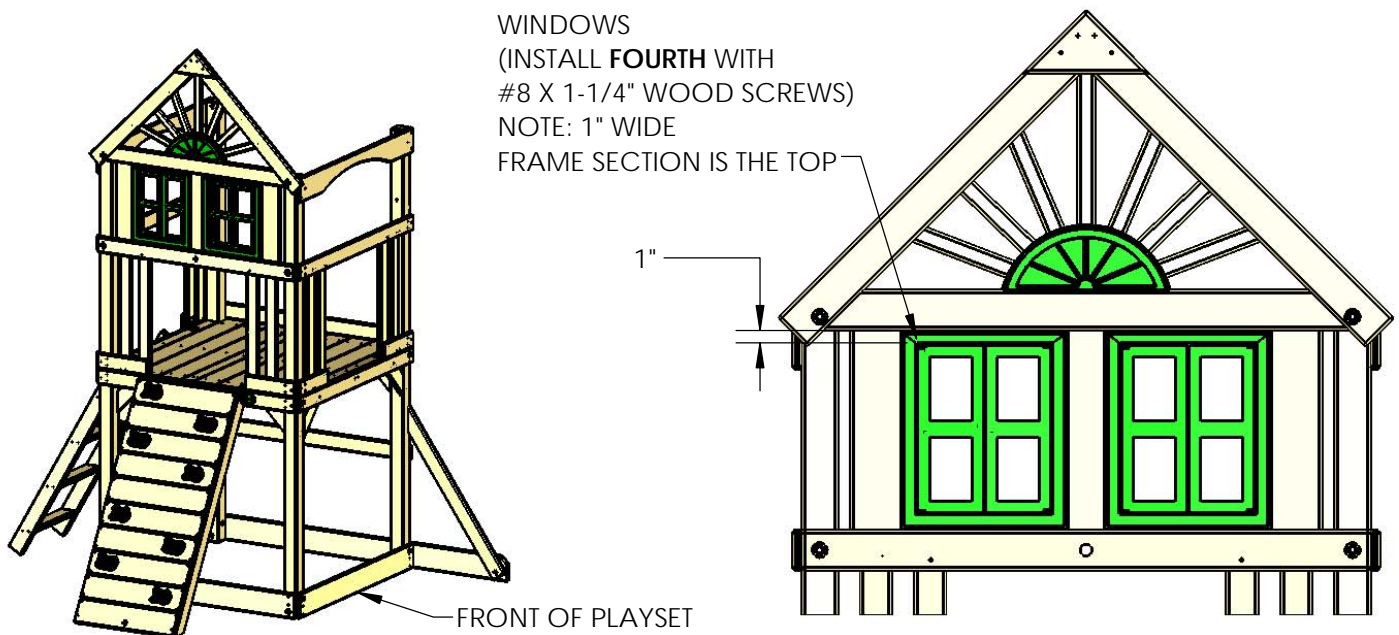 WINDOWS
(INSTALL FOURTH WITH
#8 X 1-1/4" WOOD SCREWS)
NOTE: 1" WIDE
FRAME SECTION IS THE TOP
1"
FRONT OF PLAYSET